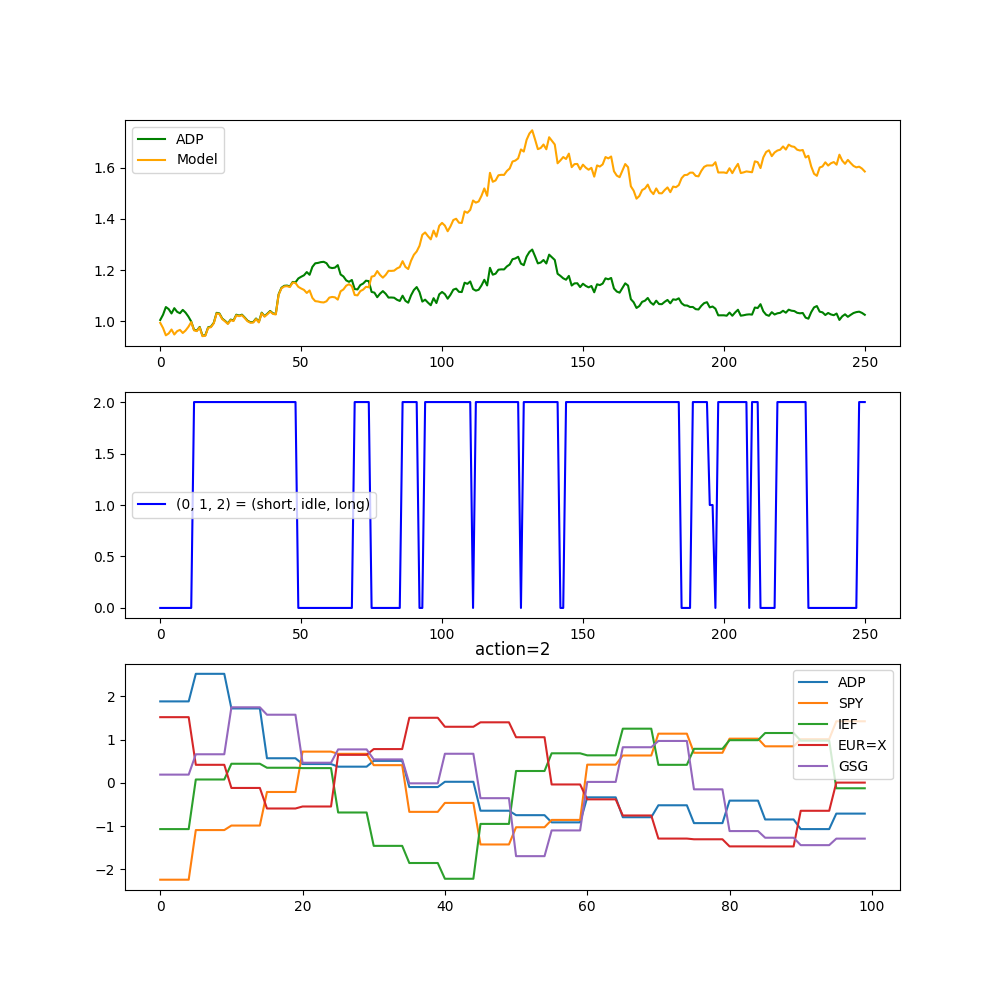 ADP
Model
1.6
1.4
1.2
1.0
0 50 100 150 200 250
2.0
1.5
1.0
0.5
0.0
(0, 1, 2) = (short, idle, long)
0 50 100 150 200 250
action=2
2
1
0
−1
−2
ADP
SPY
IEF
EUR=X
GSG
0 20 40 60 80 100